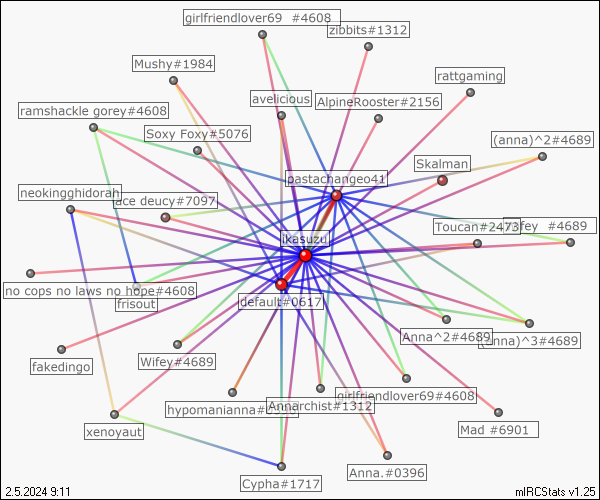 girlfriendlover69 #4608
zibbits#1312
Mushy#1984
rattgaming
avelicious
AlpineRooster#2156
ramshackle gorey#4608
Soxy Foxy#5076
(anna)^2#4689
Skalman
pastachangeo41
neokingghidorah
ace deucy#7097
Toucan#2473
#4689
ikasuzu
no cops no laws no hope#4608
frisout
default#0617
Anna^2#4689
(anna)^3#4689
Wifey#4689
fakedingo
girlfriendlover69#4608
hypomanianna#
Annarchist#1312
xenoyaut
Mad #6901
Anna.#0396
Cypha#1717
2.5.2024 9:11
mIRCStats v1.25